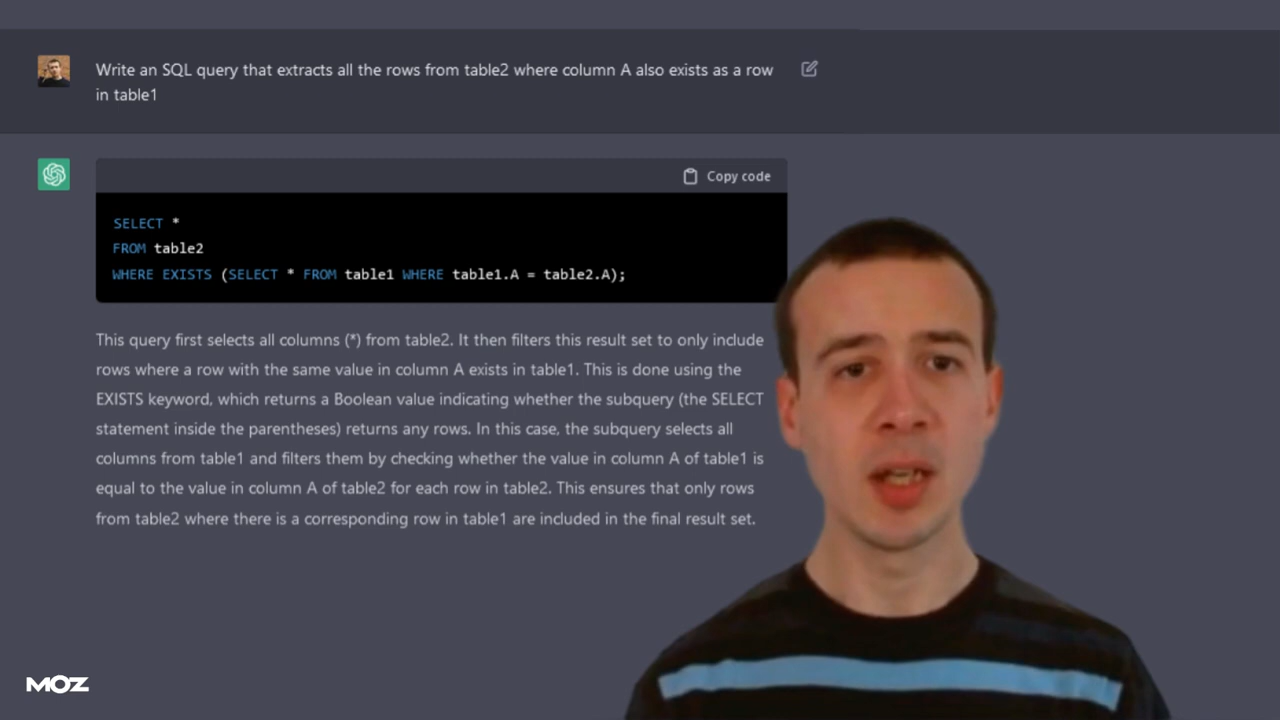 Write an SQL query that extracts all the rows from table2 where column A also exists as a row
in table1
Copy code
SELECT *
FROM table2
WHERE EXISTS (SELECT * FROM table1 WHERE table1.A = table2.A);
This query first selects all columns (*) from table2. It then filters this result set to only include
rows where a row with the same value in column A exists in table1. This is done using the
EXISTS keyword, which returns a Boolean value indicating whether the subquery (the SELECT
statement inside the parentheses) returns any rows. In this case, the subquery selects all
columns from table1 and filters them by checking whether the value in column A of table1 is
equal to the value in column A of table2 for each row in table2. This ensures that only rows
from table2 where there is a corresponding row in table1 are included in the final result set.
MOZ